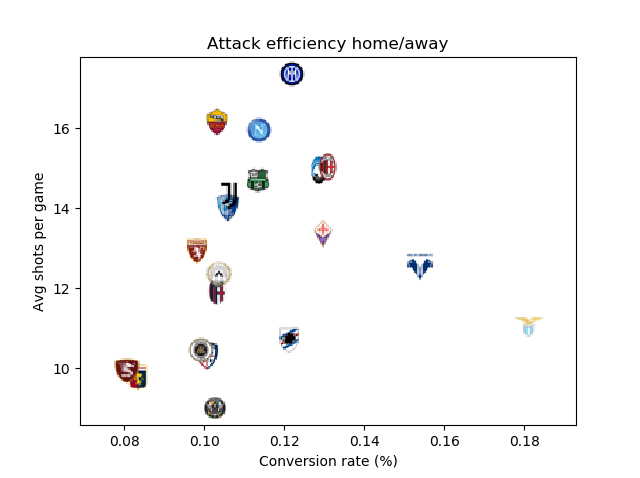 Attack efficiency home/away
Avg shots per game
16
14
12
10
0.08 0.10 0.12 0.14 0.16 0.18
Conversion rate (%)